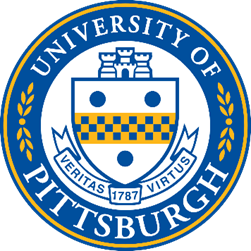 UNIVERSITY OF
PITTSBURGH
VERITAS 1787 VIRTUS